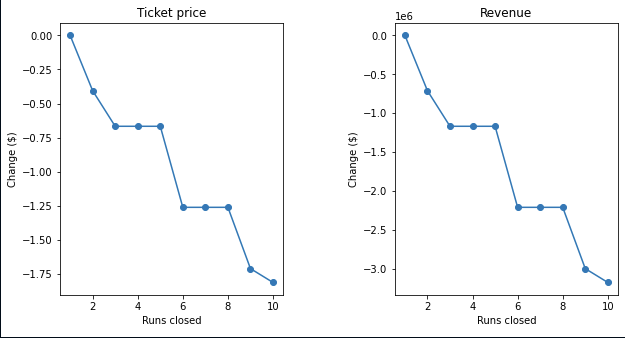 Ticket price
0.00
−0.25
−0.50
−0.75
−1.00
−1.25
−1.50
−1.75
Change ($)
2 4 6 8 10
Runs closed
Revenue
1e6
0.0
−0.5
−1.0
−1.5
−2.0
−2.5
−3.0
Change ($)
2 4 6 8 10
Runs closed